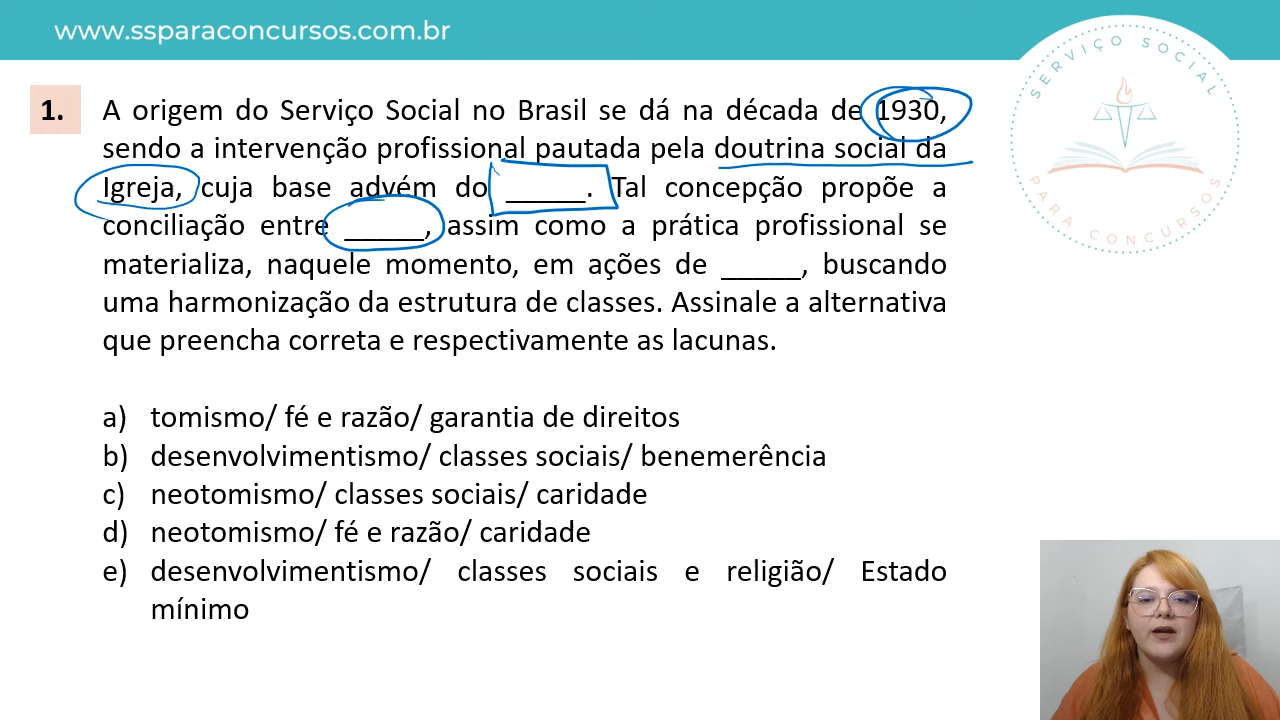 www.ssparaconcursos.com.br
SERVIÇO SOCIAL
PARA CONCURSOS
1. A origem do Serviço Social no Brasil se dá na década de 1930,
sendo a intervenção profissional pautada pela doutrina social da
Igreja, cuja base advém do _____. Tal concepção propõe a
conciliação entre _____, assim como a prática profissional se
materializa, naquele momento, em ações de _____, buscando
uma harmonização da estrutura de classes. Assinale a alternativa
que preencha correta e respectivamente as lacunas.
a) tomismo/ fé e razão/ garantia de direitos
b) desenvolvimentismo/ classes sociais/ benemerência
c) neotomismo/ classes sociais/ caridade
d) neotomismo/ fé e razão/ caridade
e) desenvolvimentismo/ classes sociais e religião/ Estado
mínimo